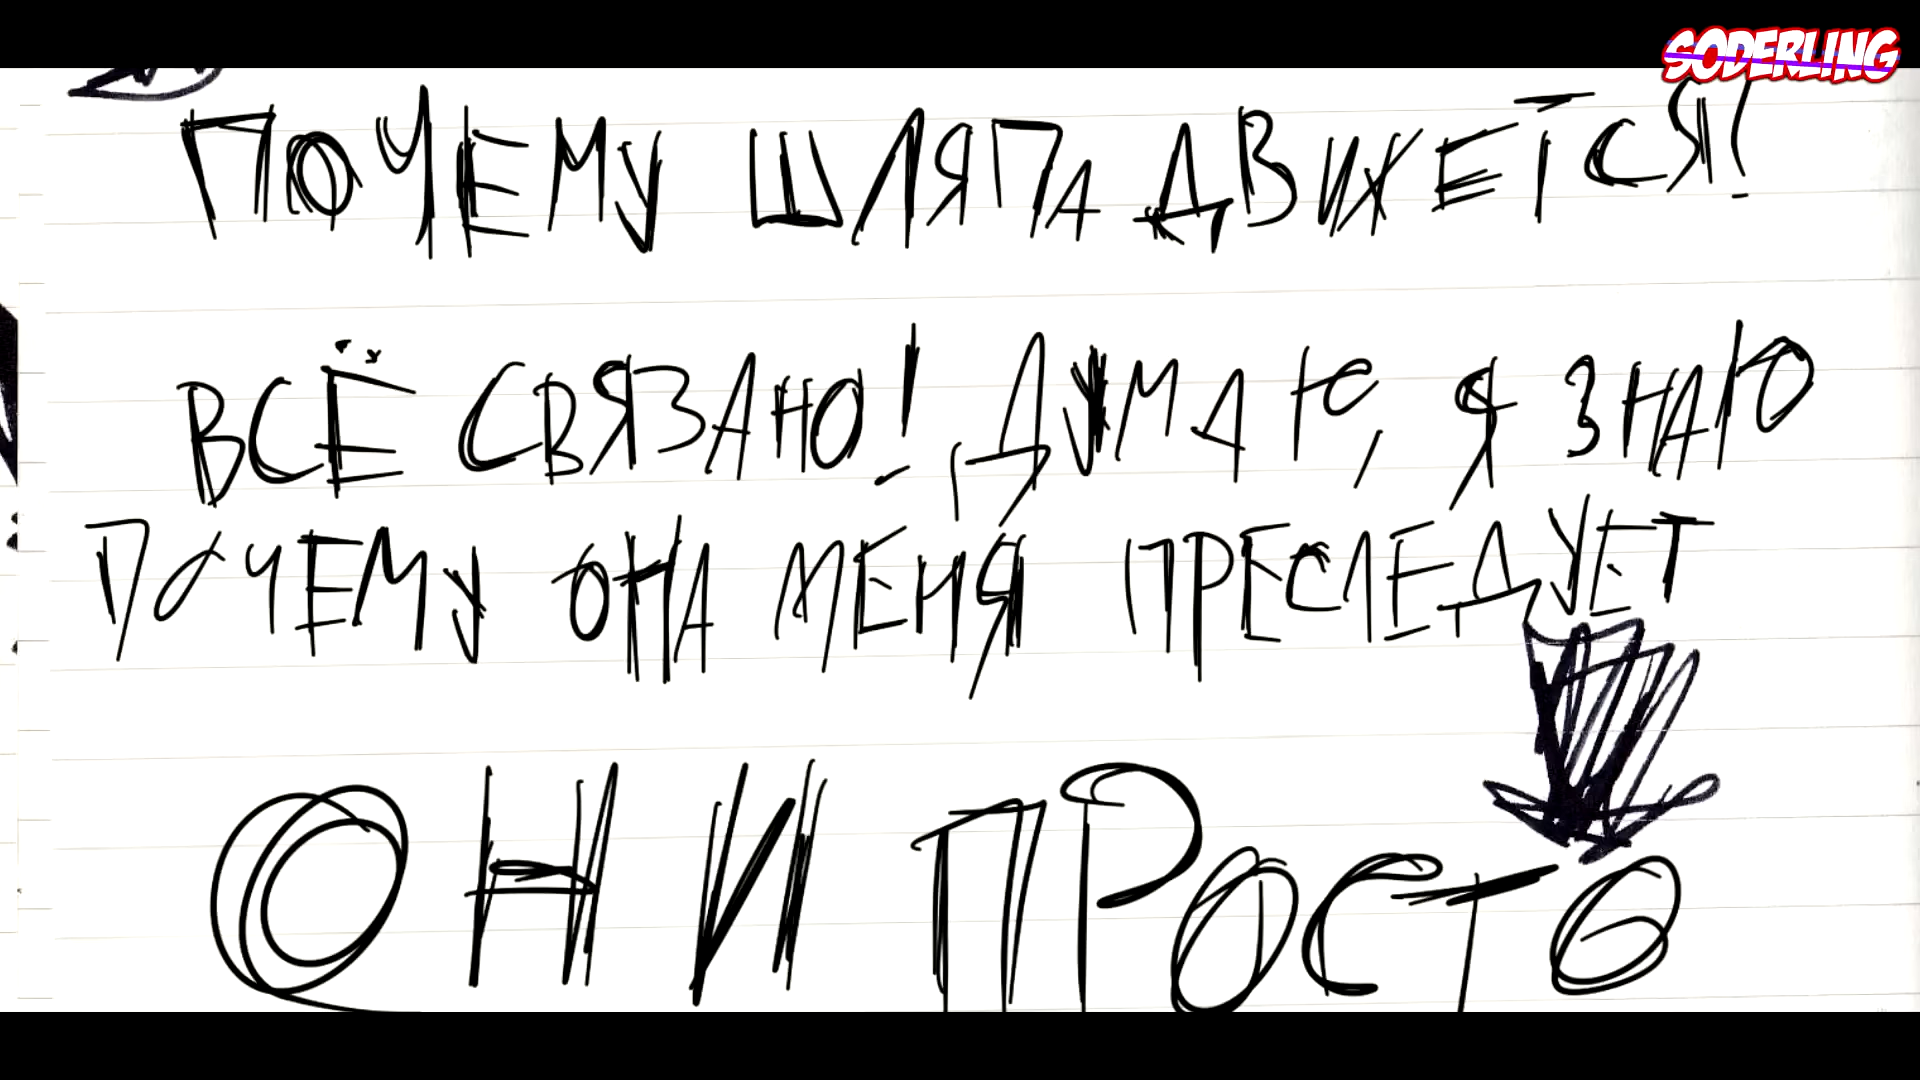 SODERLING
ПОЧЕМУ ШЛЯПА ДВИЖЕТСЯ?
ВСЁ СВЯЗАНО! ДУМАЮ, Я ЗНАЮ
ПОЧЕМУ ОНА МЕНЯ ПРЕСЛЕДУЕТ
ОНИ ПРОСТО